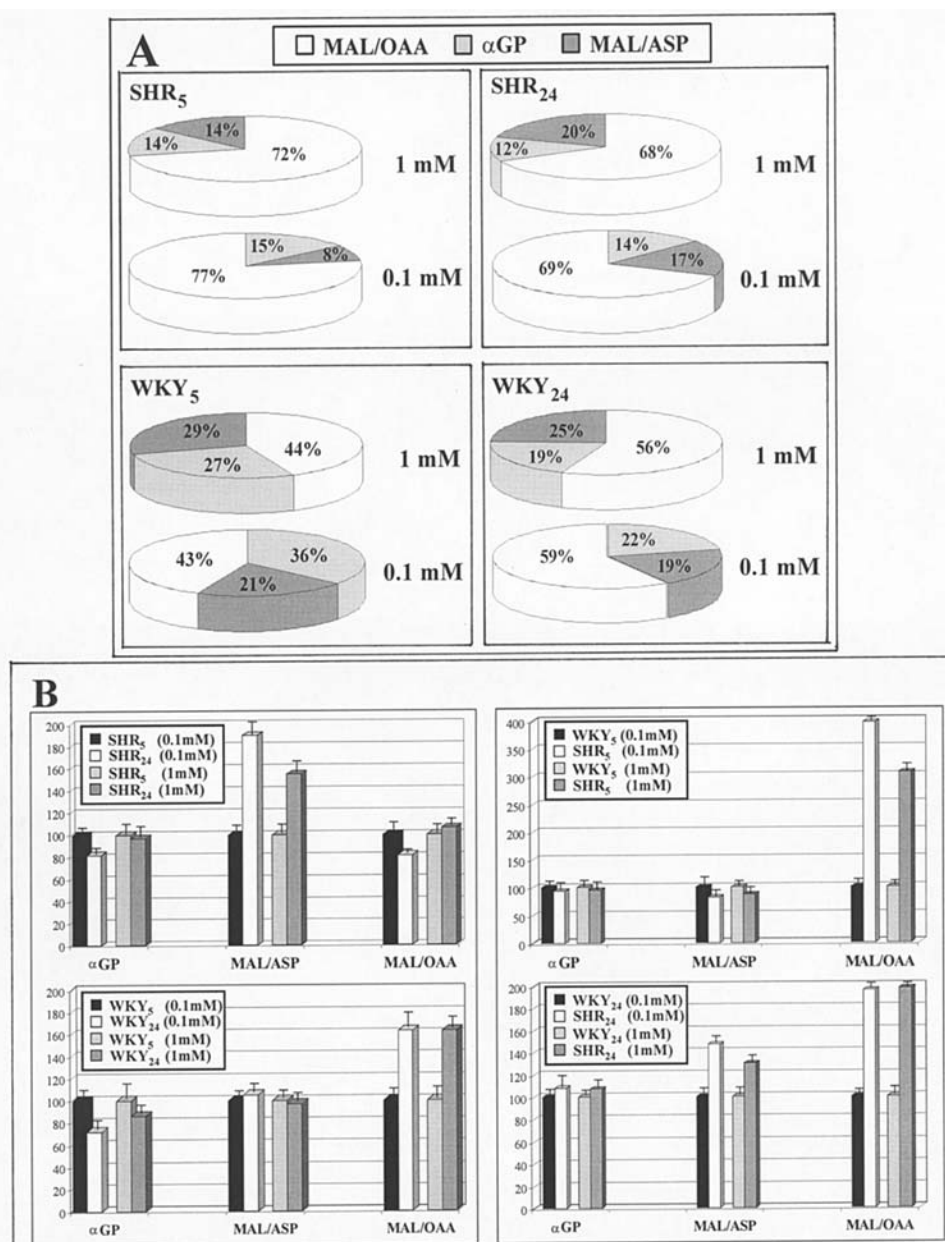 A
MAL/OAA αGP MAL/ASP
SHR5
14%
14%
72%
1 mM
15%
8%
77%
0.1 mM
SHR24
20%
12%
68%
1 mM
14%
17%
69%
0.1 mM
WKY5
29%
44%
27%
1 mM
43%
36%
21%
0.1 mM
WKY24
25%
56%
19%
1 mM
22%
59%
19%
0.1 mM
B
SHR5 (0.1mM)
SHR24 (0.1mM)
SHR5 (1mM)
SHR24 (1mM)
200
180
160
140
120
100
80
60
40
20
0
αGP MAL/ASP MAL/OAA
WKY5 (0.1mM)
SHR5 (0.1mM)
WKY5 (1mM)
SHR5 (1mM)
400
350
300
250
200
150
100
50
0
αGP MAL/ASP MAL/OAA
WKY5 (0.1mM)
WKY24 (0.1mM)
WKY5 (1mM)
WKY24 (1mM)
200
180
160
140
120
100
80
60
40
20
0
αGP MAL/ASP MAL/OAA
WKY24 (0.1mM)
SHR24 (0.1mM)
WKY24 (1mM)
SHR24 (1mM)
200
180
160
140
120
100
80
60
40
20
0
αGP MAL/ASP MAL/OAA